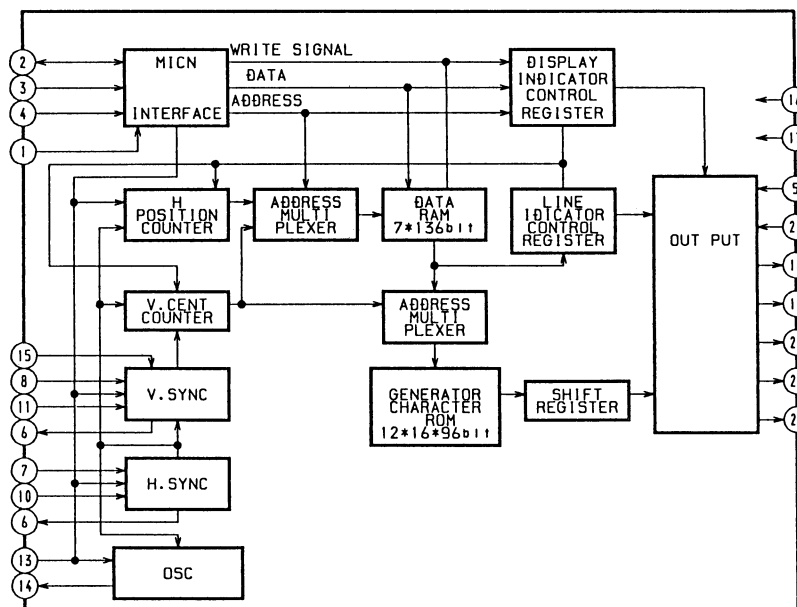 WRITE SIGNAL
2
MICN
DISPLAY
INDICATOR
CONTROL
REGISTER
DATA
3
ADDRESS
4
INTERFACE
1
H
POSITION
COUNTER
ADDRESS
MULTI
PLEXER
DATA
RAM
7*136bit
LINE
IDICATOR
CONTROL
REGISTER
OUT PUT
5
V.CENT
COUNTER
ADDRESS
MULTI
PLEXER
15
8
V.SYNC
11
6
GENERATOR
CHARACTER
ROM
12*16*96bit
SHIFT
REGISTER
7
H.SYNC
10
6
13
OSC
14